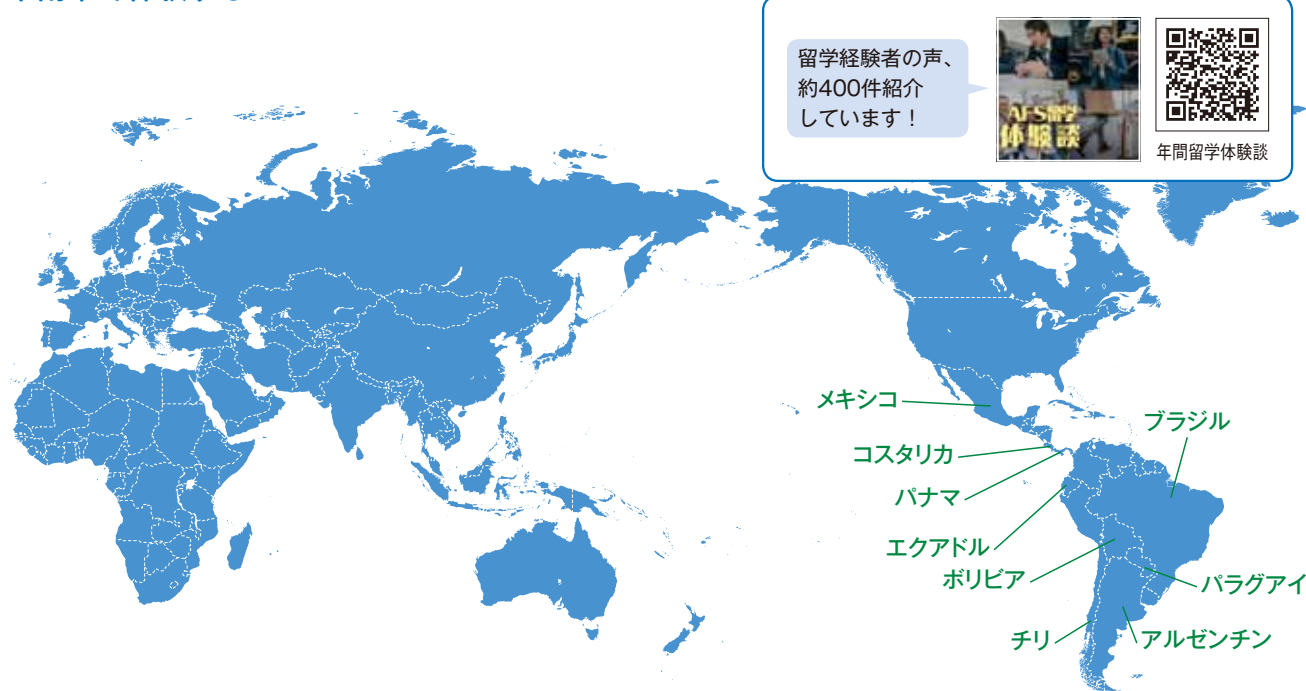 留学経験者の声、
約400件紹介
しています！
AFS留学
体験談
年間留学体験談
メキシコ
ブラジル
コスタリカ
パナマ
エクアドル
ボリビア
パラグアイ
チリ
アルゼンチン